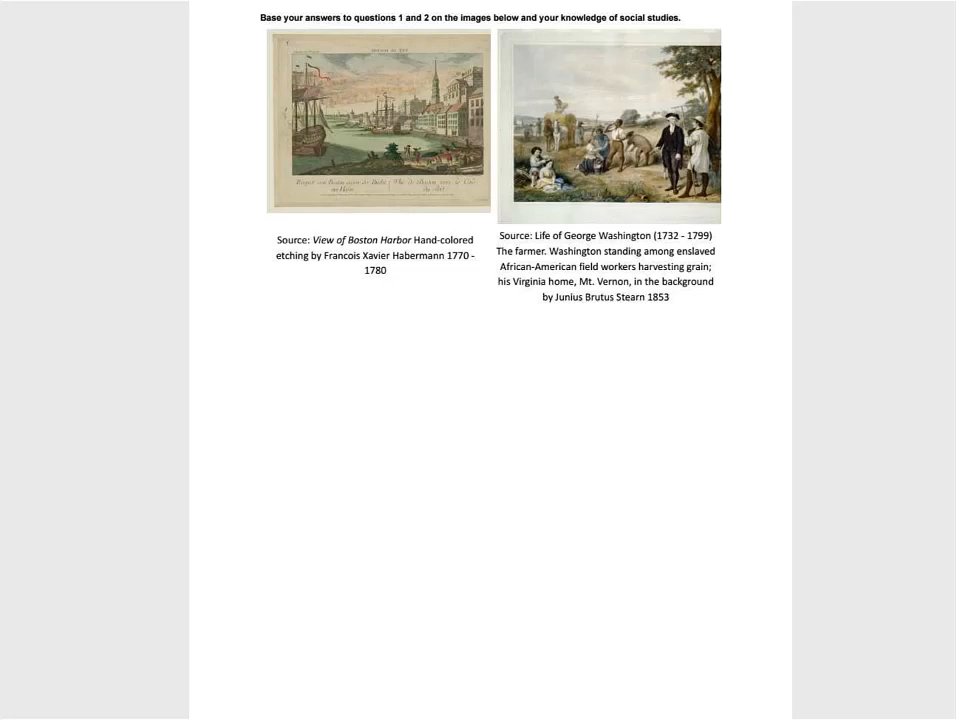 Base your answers to questions 1 and 2 on the images below and your knowledge of social studies.
Source: View of Boston Harbor Hand-colored
etching by Francois Xavier Habermann 1770 -
1780
Source: Life of George Washington (1732 - 1799)
The farmer. Washington standing among enslaved
African-American field workers harvesting grain;
his Virginia home, Mt. Vernon, in the background
by Junius Brutus Stearn 1853